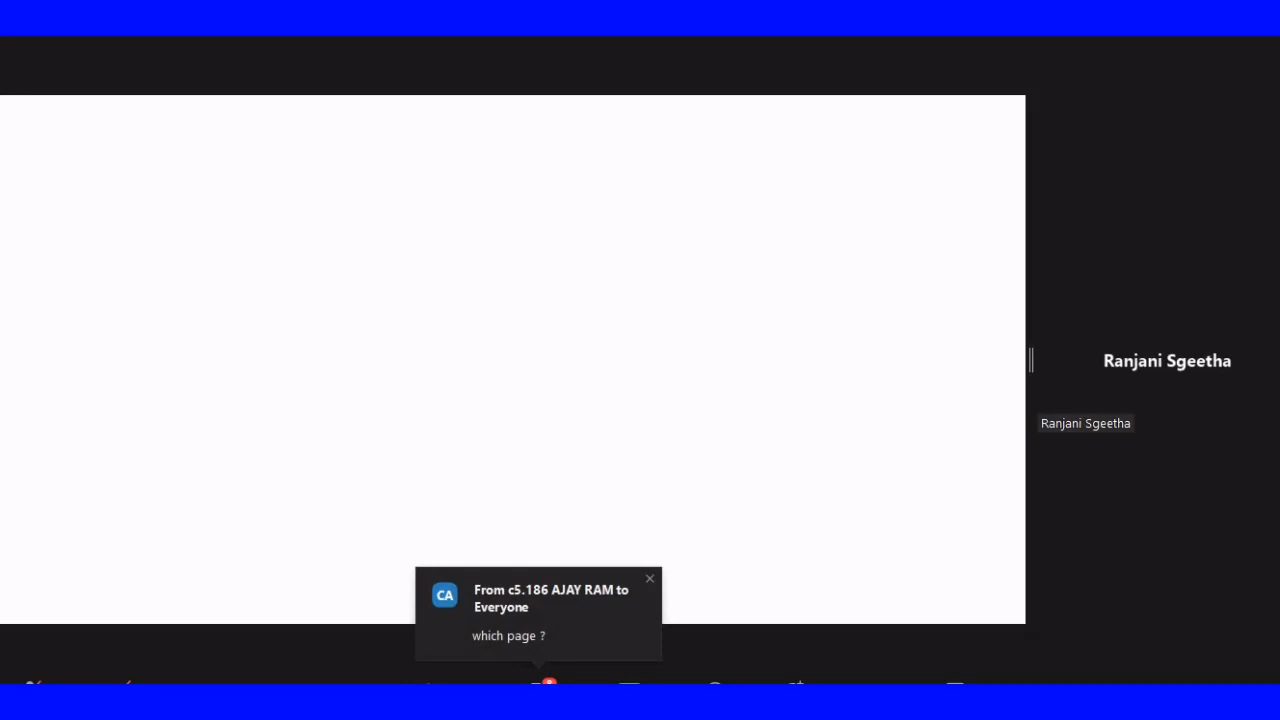 Ranjani Sgeetha
Ranjani Sgeetha
CA
From c5.186 AJAY RAM to
Everyone
which page ?